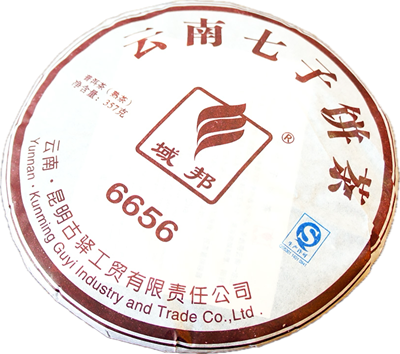 云南七子饼茶
普洱茶(熟茶)
净含量:357克
域邦
®
6656
云南·昆明古驿工贸有限责任公司
Yunnan·Kunming Guyi Industry and Trade Co.,Ltd.